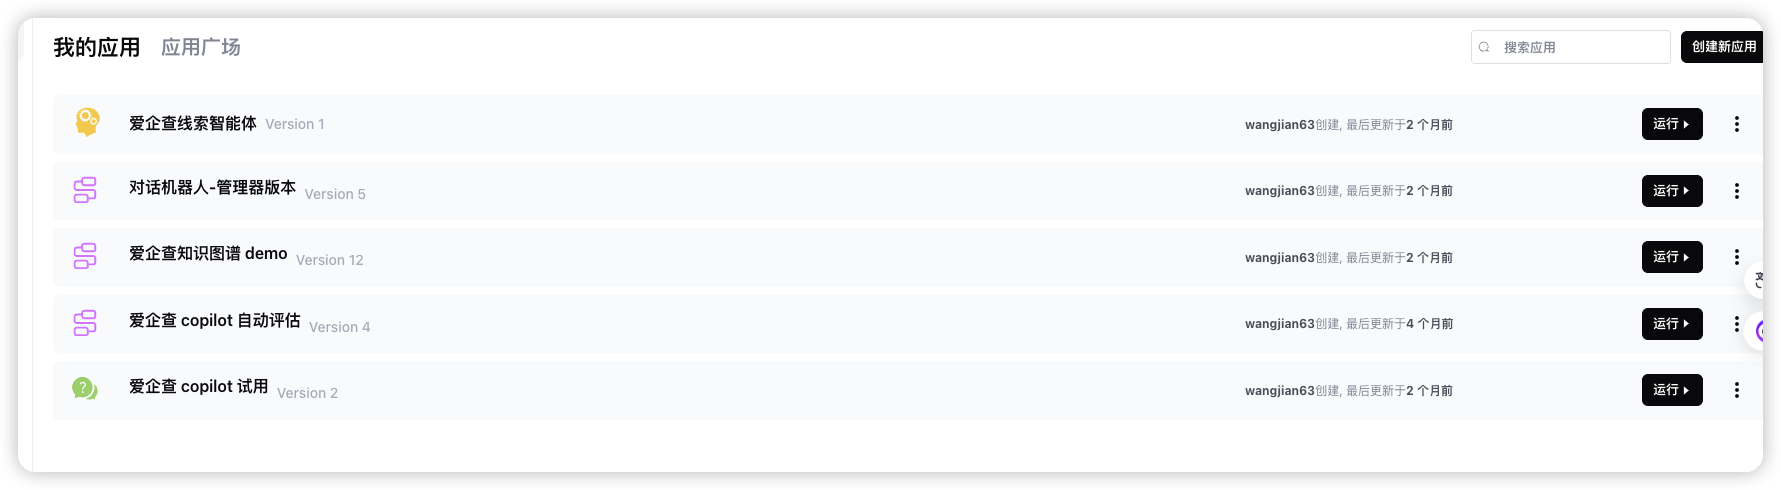 我的应用 应用广场 搜索应用 创建新应用
爱企查线索智能体 Version 1 wangjian63创建, 最后更新于2 个月前 运行
对话机器人-管理器版本 Version 5 wangjian63创建, 最后更新于2 个月前 运行
爱企查知识图谱 demo Version 12 wangjian63创建, 最后更新于2 个月前 运行
爱企查 copilot 自动评估 Version 4 wangjian63创建, 最后更新于4 个月前 运行
爱企查 copilot 试用 Version 2 wangjian63创建, 最后更新于2 个月前 运行